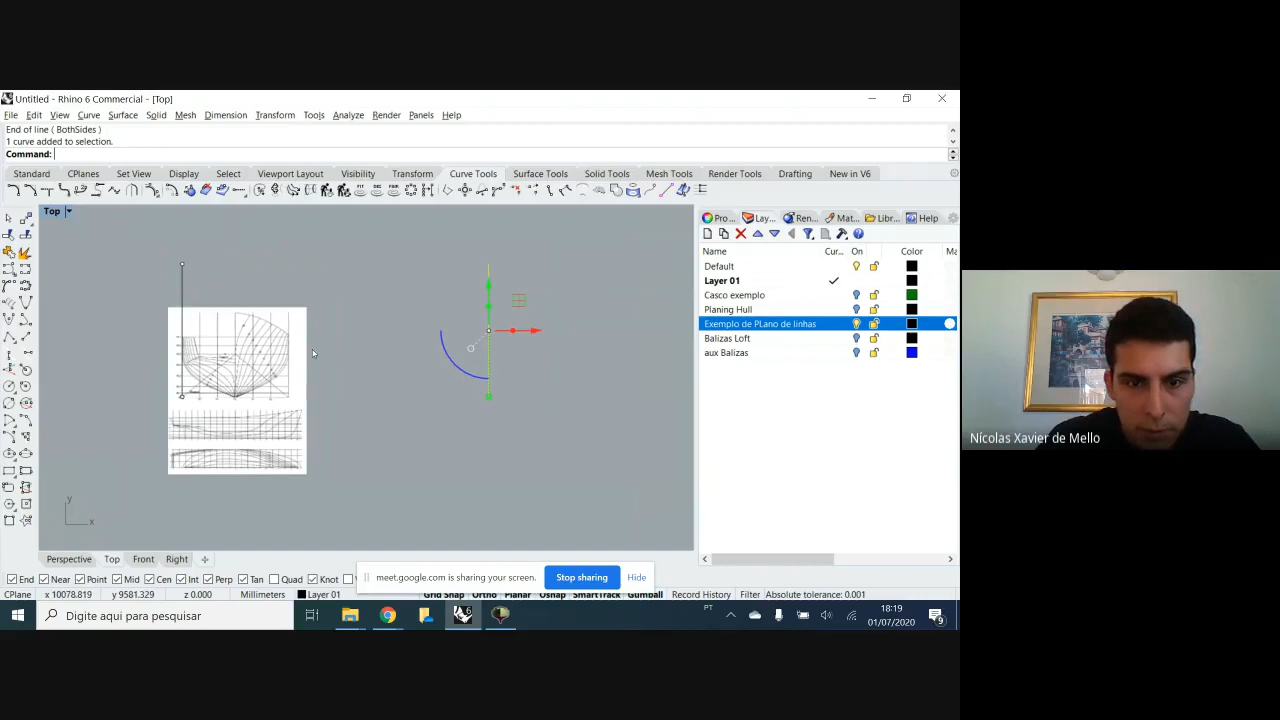 Untitled - Rhino 6 Commercial - [Top]
File Edit View Curve Surface Solid Mesh Dimension Transform Tools Analyze Render Panels Help
End of line ( BothSides )
1 curve added to selection.
Command:
Standard CPlanes Set View Display Select Viewport Layout Visibility Transform Curve Tools Surface Tools Solid Tools Mesh Tools Render Tools Drafting New in V6
Top
Pro... Lay... Ren... Mat... Libr... Help
Name Cur... On Color
Default
Layer 01
Casco exemplo
Planing Hull
Exemplo de PLano de linhas
Balizas Loft
aux Balizas
Nícolas Xavier de Mello
y
x
Perspective Top Front Right
meet.google.com is sharing your screen. Stop sharing Hide
End Near Point Mid Cen Int Perp Tan Quad Knot
CPlane x 10078.819 y 9581.329 z 0.000 Millimeters Layer 01 Grid Snap Ortho Planar Osnap SmartTrack Gumball Record History Filter Absolute tolerance: 0.001
Digite aqui para pesquisar
PT
18:19
01/07/2020
9